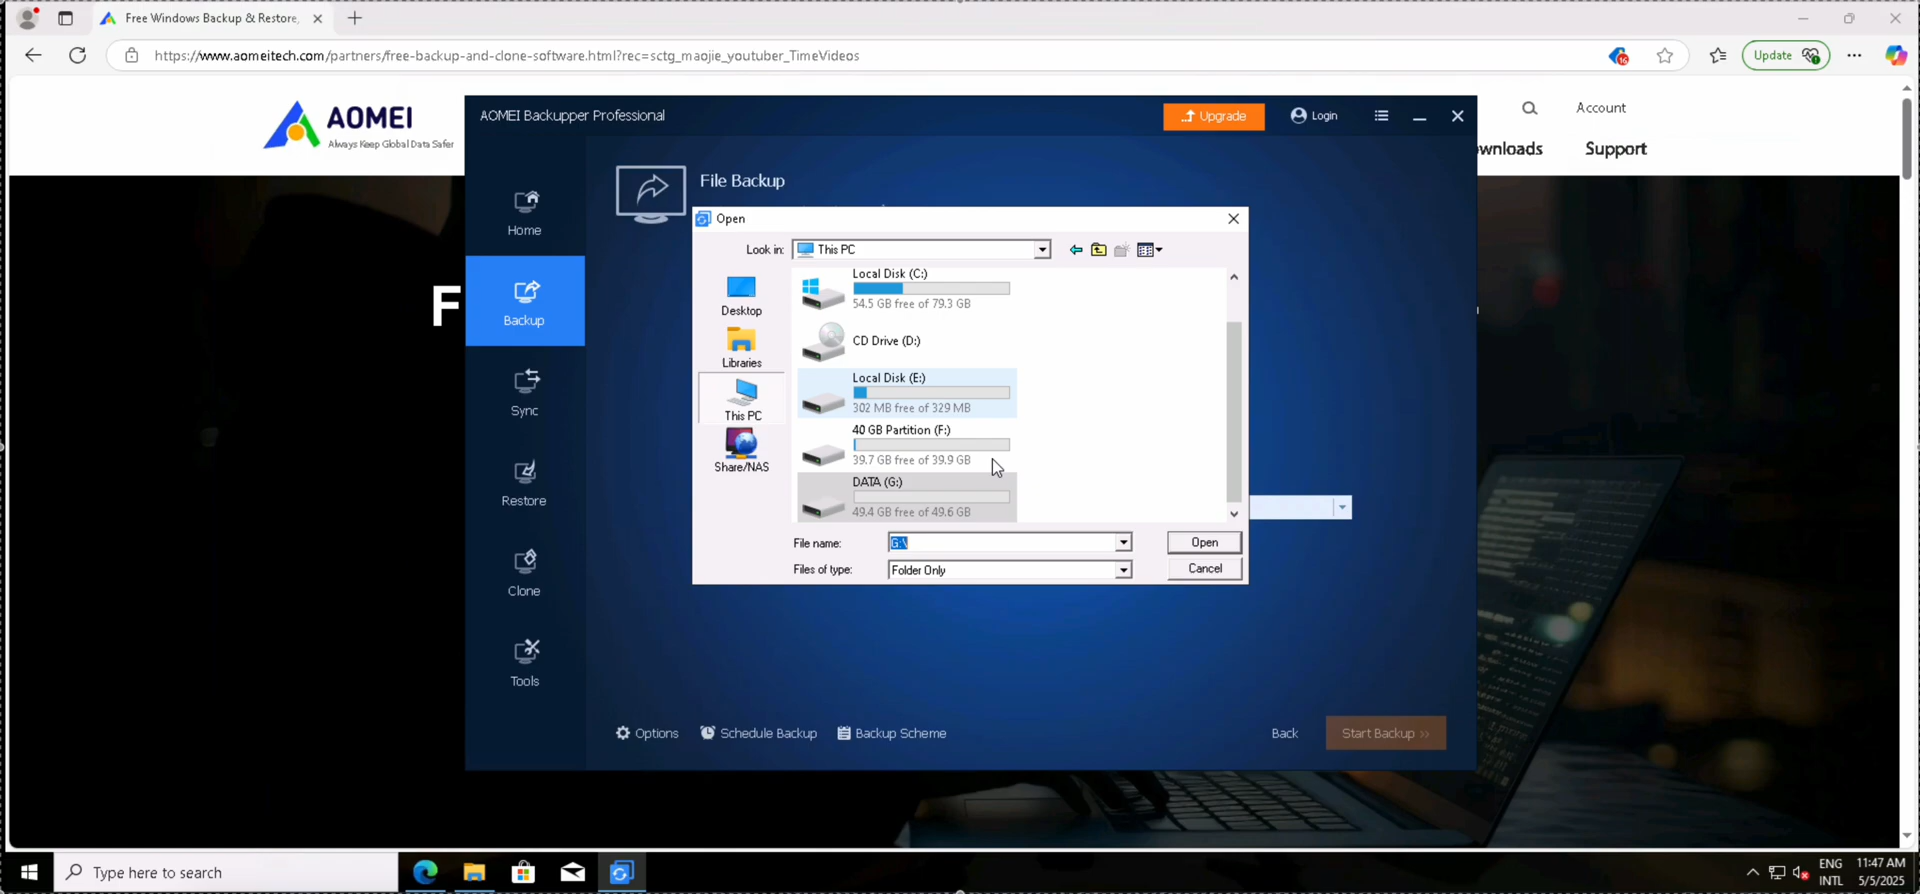 Free Windows Backup & Restore,
https://www.aomeitech.com/partners/free-backup-and-clone-software.html?rec=sctg_maojie_youtuber_TimeVideos
16
Update
AOMEI
Always Keep Global Data Safer
Account
wnloads
Support
F
AOMEI Backupper Professional
Upgrade
Login
Home
Backup
Sync
Restore
Clone
Tools
File Backup
Open
Look in:
This PC
Desktop
Libraries
This PC
Share/NAS
Local Disk (C:)
54.5 GB free of 79.3 GB
CD Drive (D:)
Local Disk (E:)
302 MB free of 329 MB
40 GB Partition (F:)
39.7 GB free of 39.9 GB
DATA (G:)
49.4 GB free of 49.6 GB
File name:
G:\
Open
Files of type:
Folder Only
Cancel
Options
Schedule Backup
Backup Scheme
Back
Start Backup >>
Type here to search
ENG
INTL
11:47 AM
5/5/2025